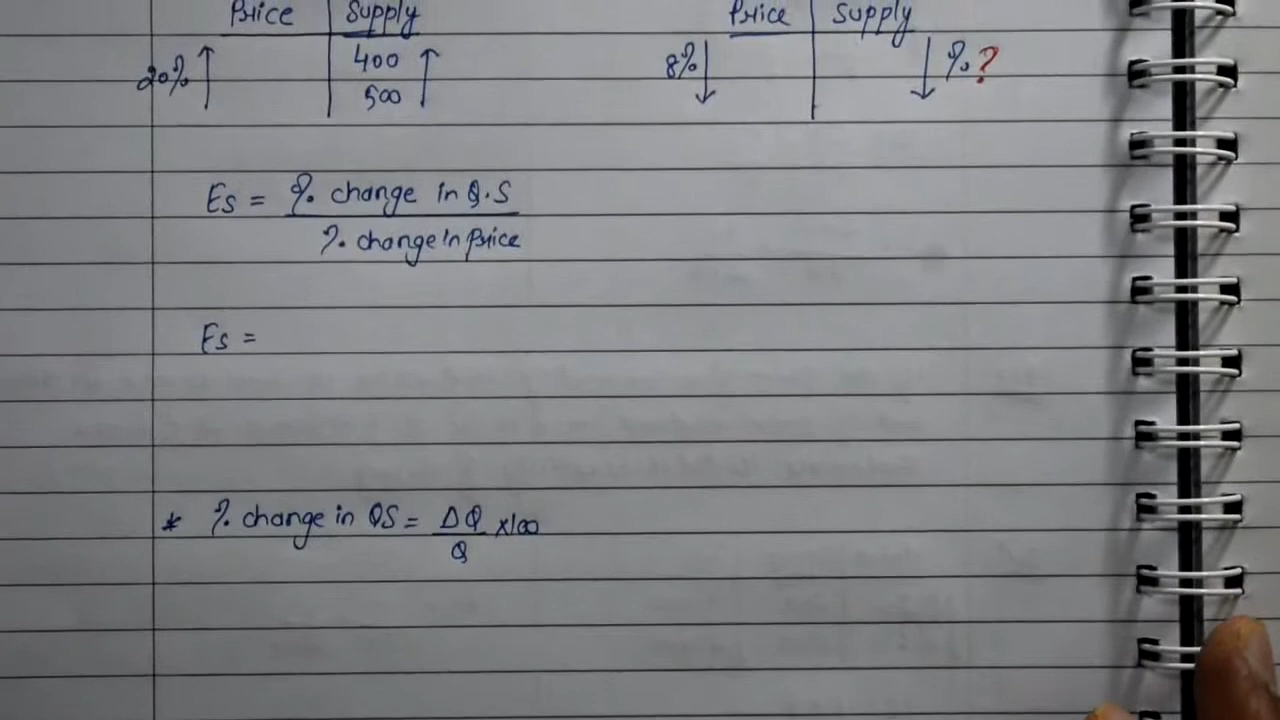 Price Supply Price Supply
20% ↑ 400 ↑ 8% ↓ ↓ %?
500
Es = % change in Q.S
% change in price
Es =
* % change in QS = ΔQ x100
Q